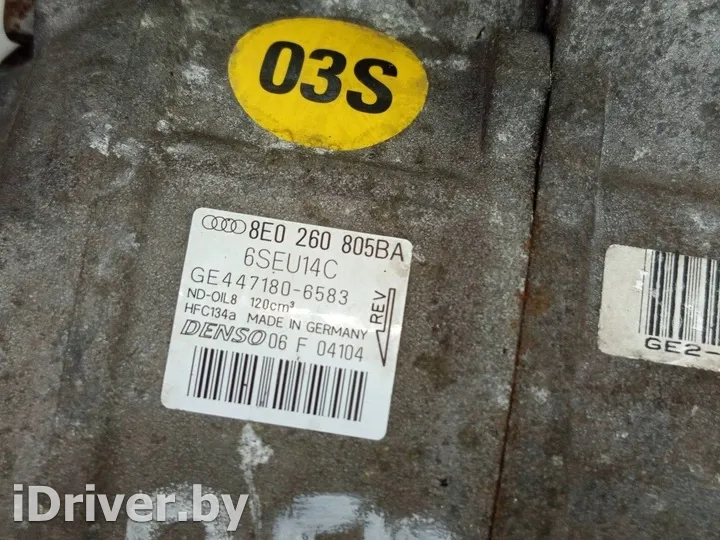 03S
8E0 260 805BA
6SEU14C
GE447180-6583
ND-OIL8 120cm³
HFC134a MADE IN GERMANY
DENSO 06 F 04104
REV
GE2-
iDriver.by